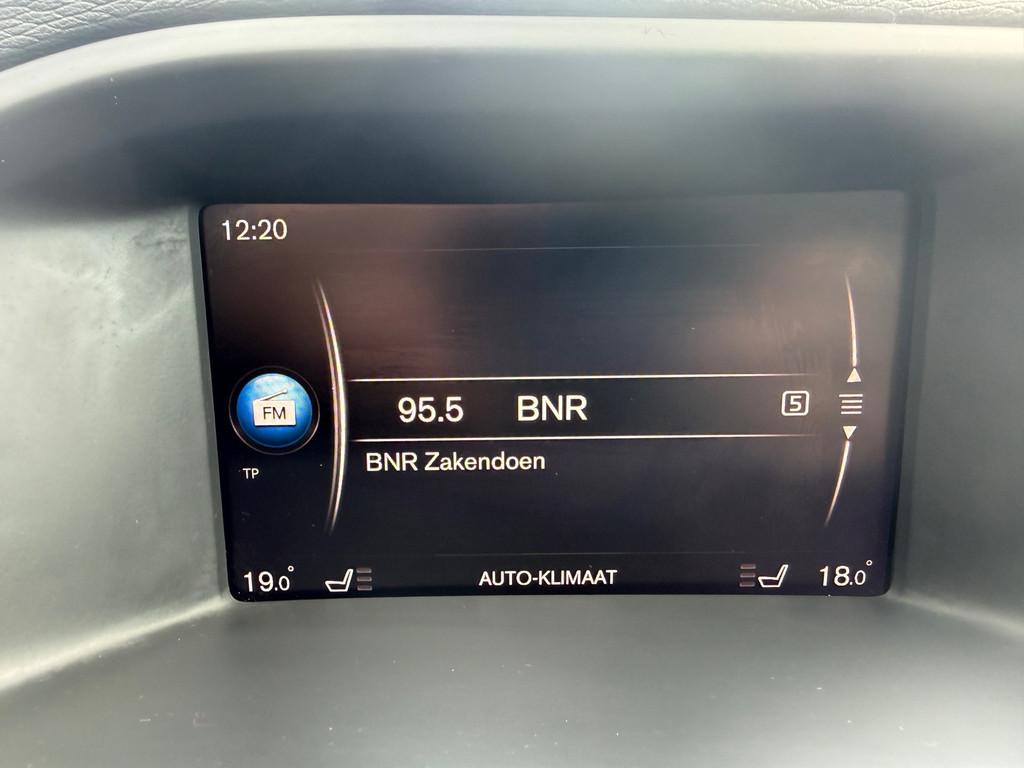 12:20
FM
95.5 BNR 5
TP
BNR Zakendoen
19.0° AUTO-KLIMAAT 18.0°